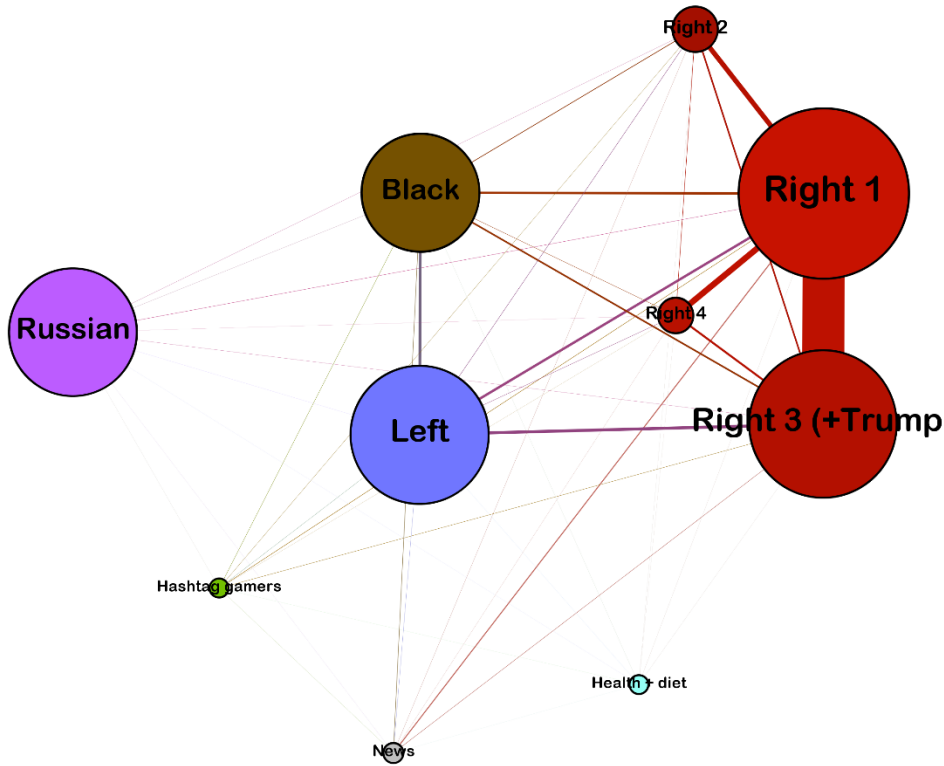 Right 2
Black
Right 1
Russian
Right 4
Left
Right 3 (+Trump
Hashtag gamers
Health + diet
News